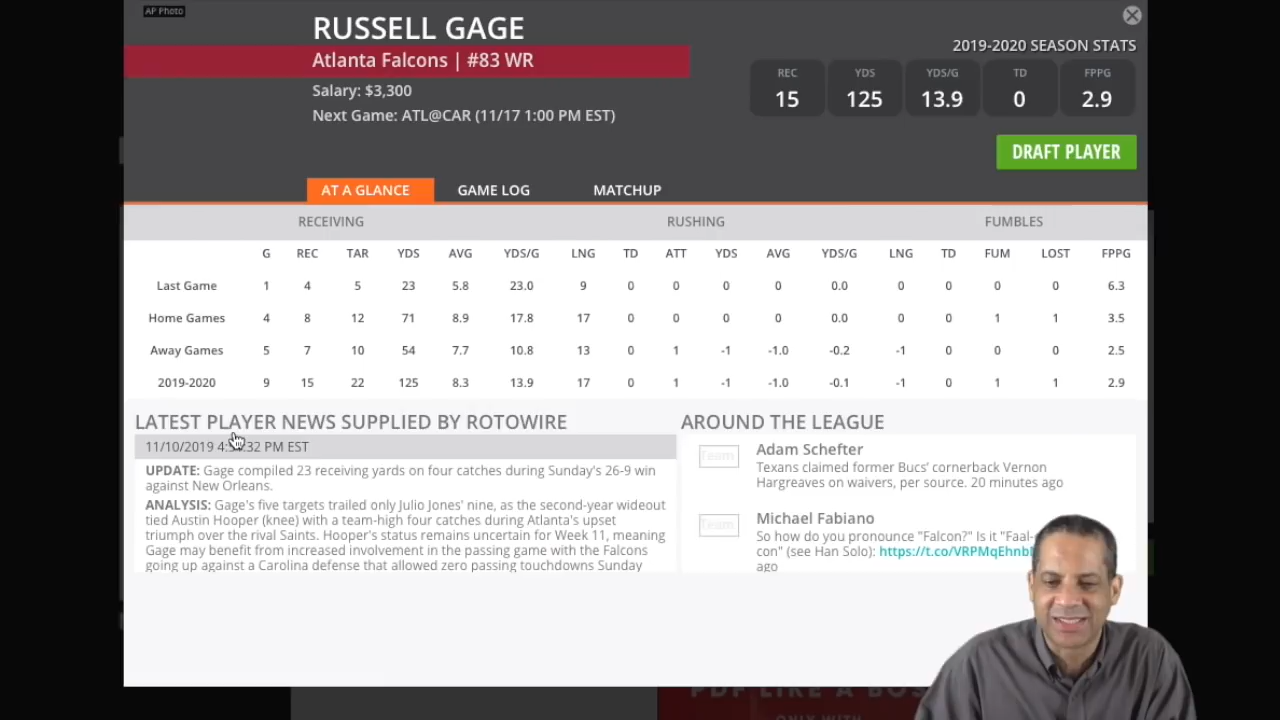 AP Photo
RUSSELL GAGE
Atlanta Falcons | #83 WR
Salary: $3,300
Next Game: ATL@CAR (11/17 1:00 PM EST)
2019-2020 SEASON STATS
REC YDS YDS/G TD FPPG
15 125 13.9 0 2.9
DRAFT PLAYER
AT A GLANCE GAME LOG MATCHUP
RECEIVING RUSHING FUMBLES
G REC TAR YDS AVG YDS/G LNG TD ATT YDS AVG YDS/G LNG TD FUM LOST FPPG
Last Game 1 4 5 23 5.8 23.0 9 0 0 0 0 0.0 0 0 0 0 6.3
Home Games 4 8 12 71 8.9 17.8 17 0 0 0 0 0.0 0 0 1 1 3.5
Away Games 5 7 10 54 7.7 10.8 13 0 1 -1 -1.0 -0.2 -1 0 0 0 2.5
2019-2020 9 15 22 125 8.3 13.9 17 0 1 -1 -1.0 -0.1 -1 0 1 1 2.9
LATEST PLAYER NEWS SUPPLIED BY ROTOWIRE
11/10/2019 :32 PM EST
UPDATE: Gage compiled 23 receiving yards on four catches during Sunday's 26-9 win
against New Orleans.
ANALYSIS: Gage's five targets trailed only Julio Jones' nine, as the second-year wideout
tied Austin Hooper (knee) with a team-high four catches during Atlanta's upset
triumph over the rival Saints. Hooper's status remains uncertain for Week 11, meaning
Gage may benefit from increased involvement in the passing game with the Falcons
going up against a Carolina defense that allowed zero passing touchdowns Sunday
AROUND THE LEAGUE
Team
Adam Schefter
Texans claimed former Bucs' cornerback Vernon
Hargreaves on waivers, per source. 20 minutes ago
Team
Michael Fabiano
So how do you pronounce "Falcon?" Is it "Faal-
con" (see Han Solo): https://t.co/VRPMqEhnb
ago
PDF LIKE A BOS
ONLY WITH